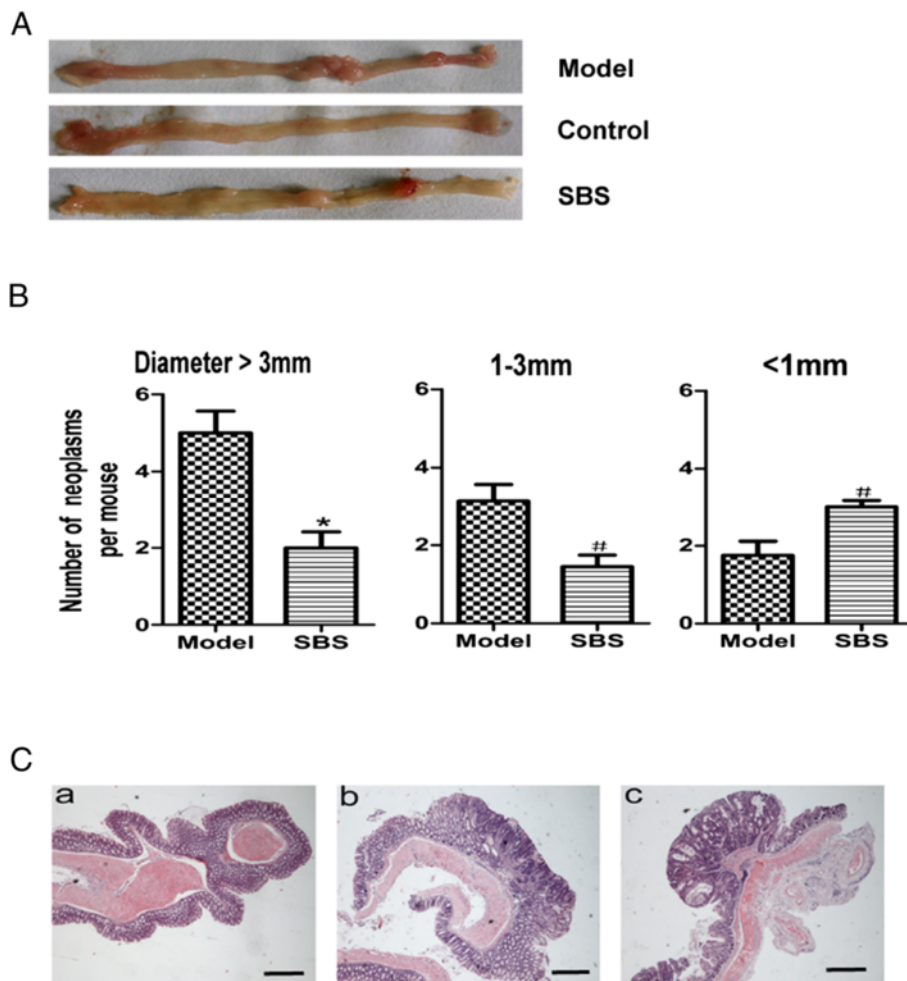 A
Model
Control
SBS
B
Diameter > 3mm
1-3mm
<1mm
Number of neoplasms
per mouse
6
4
2
0
*
Model
SBS
6
4
2
0
#
Model
SBS
6
4
2
0
#
Model
SBS
C
a
b
c